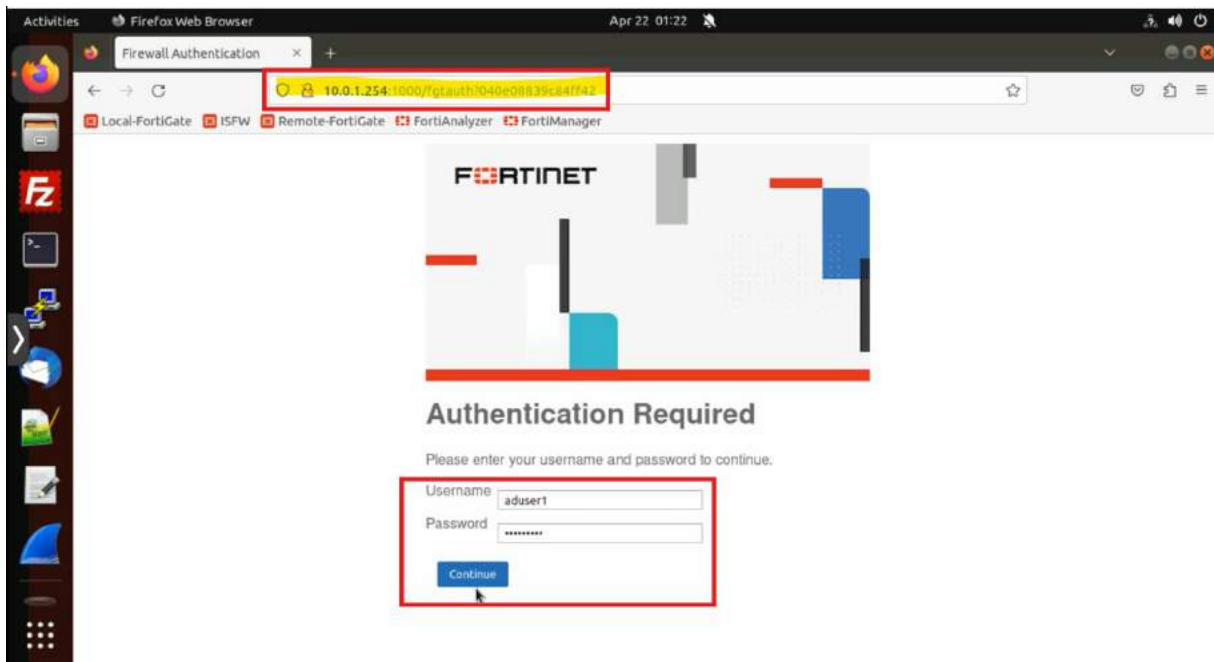 Activities Firefox Web Browser Apr 22 01:22
Firewall Authentication
10.0.1.254:1000/fgtauth?040e08839c84ff42
Local-FortiGate ISFW Remote-FortiGate FortiAnalyzer FortiManager
FORTINET
Fz
Authentication Required
Please enter your username and password to continue.
Username aduser1
Password •••••••••
Continue